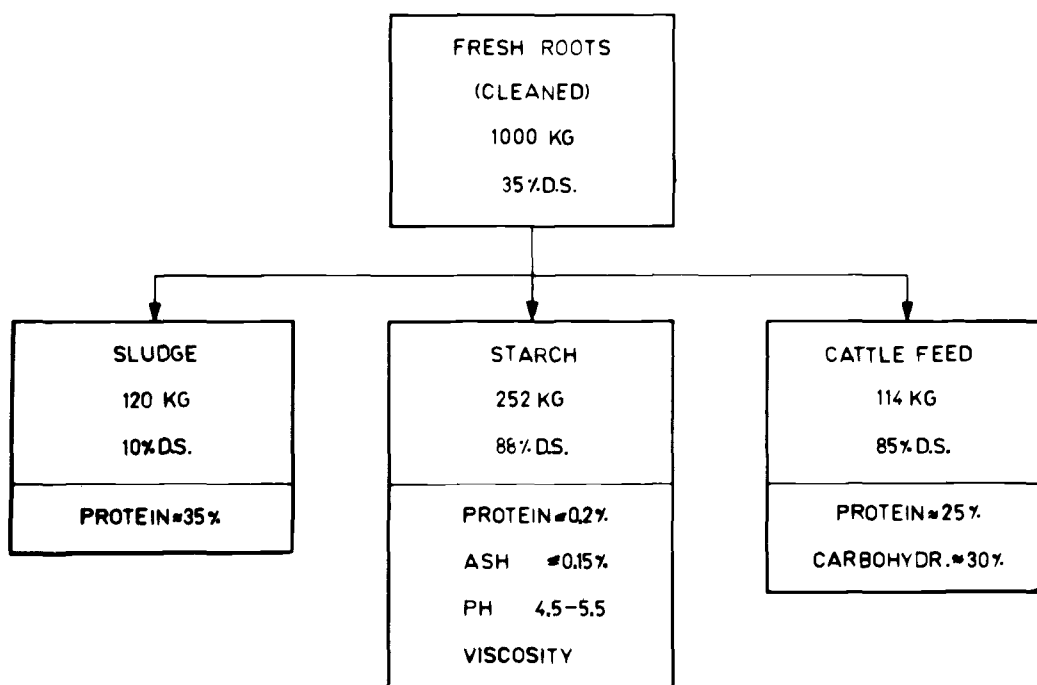 FRESH ROOTS
(CLEANED)
1000 KG
35% D.S.
SLUDGE
120 KG
10% D.S.
PROTEIN≈35%
STARCH
252 KG
88% D.S.
PROTEIN≤0.2%
ASH ≤0.15%
PH 4.5-5.5
VISCOSITY
CATTLE FEED
114 KG
85% D.S.
PROTEIN≈25%
CARBOHYDR.≈30%